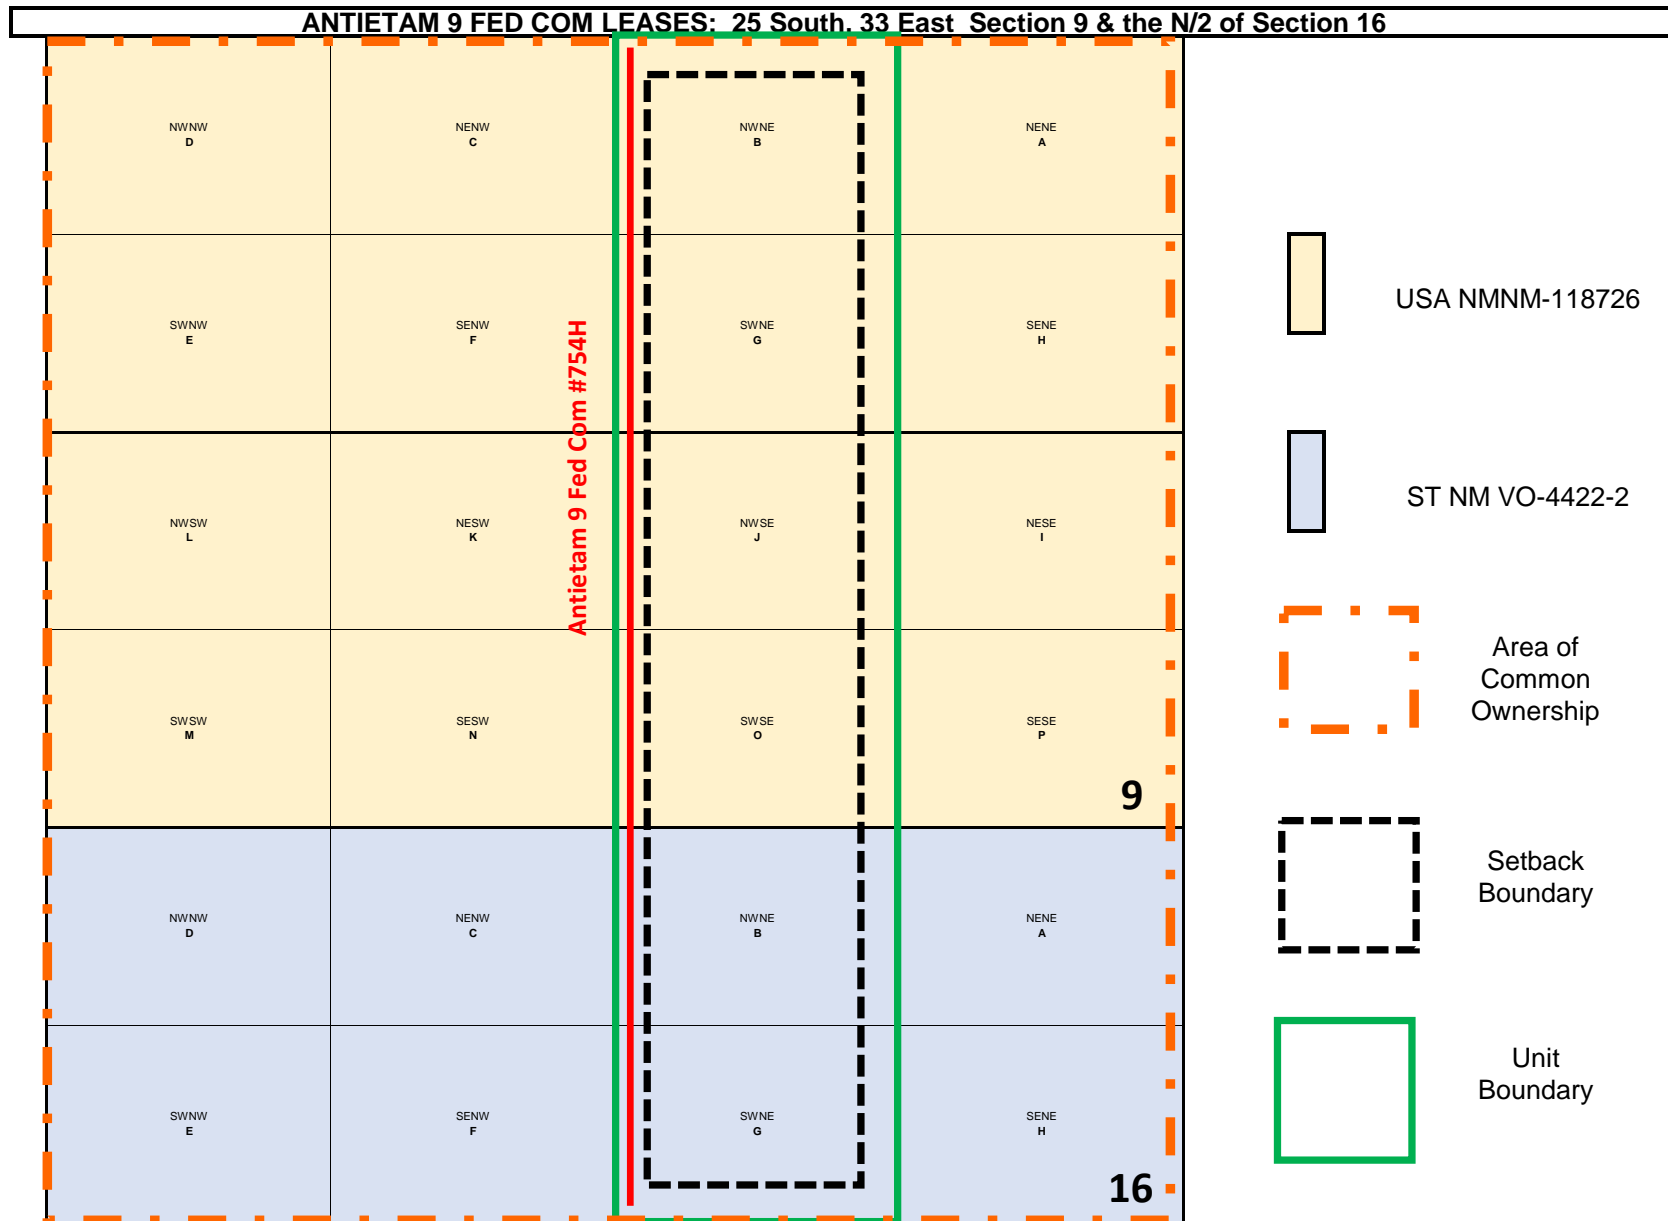 ANTIETAM 9 FED COM LEASES: 25 South, 33 East Section 9 & the N/2 of Section 16
NWNW
D
NENW
C
NWNE
B
NENE
A
SWNW
E
SENW
F
SWNE
G
SENE
H
Antietam 9 Fed Com #754H
NWSW
L
NESW
K
NWSE
J
NESE
I
SWSW
M
SESW
N
SWSE
O
SESE
P
9
NWNW
D
NENW
C
NWNE
B
NENE
A
SWNW
E
SENW
F
SWNE
G
SENE
H
16
USA NMNM-118726
ST NM VO-4422-2
Area of
Common
Ownership
Setback
Boundary
Unit
Boundary